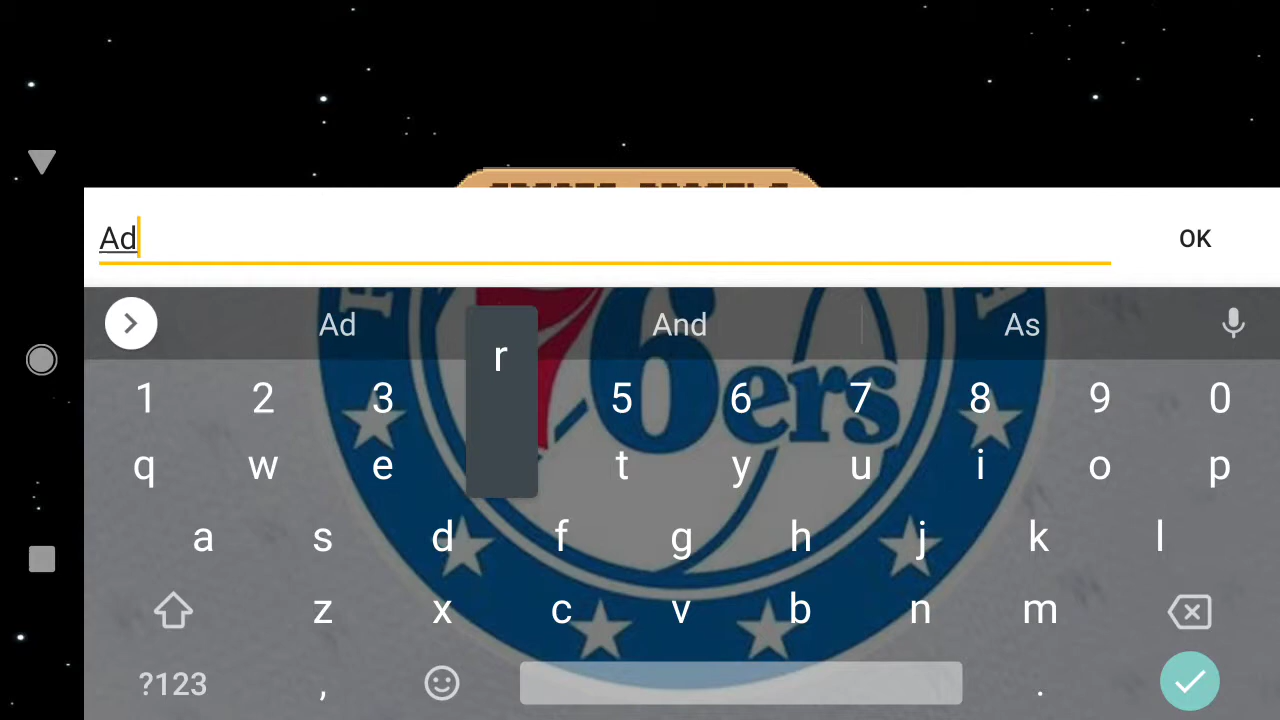 Ad
OK
Ad And As
r
1 2 3 5 6 7 8 9 0
76ers
q w e t y u i o p
a s d f g h j k l
z x c v b n m
?123 , .